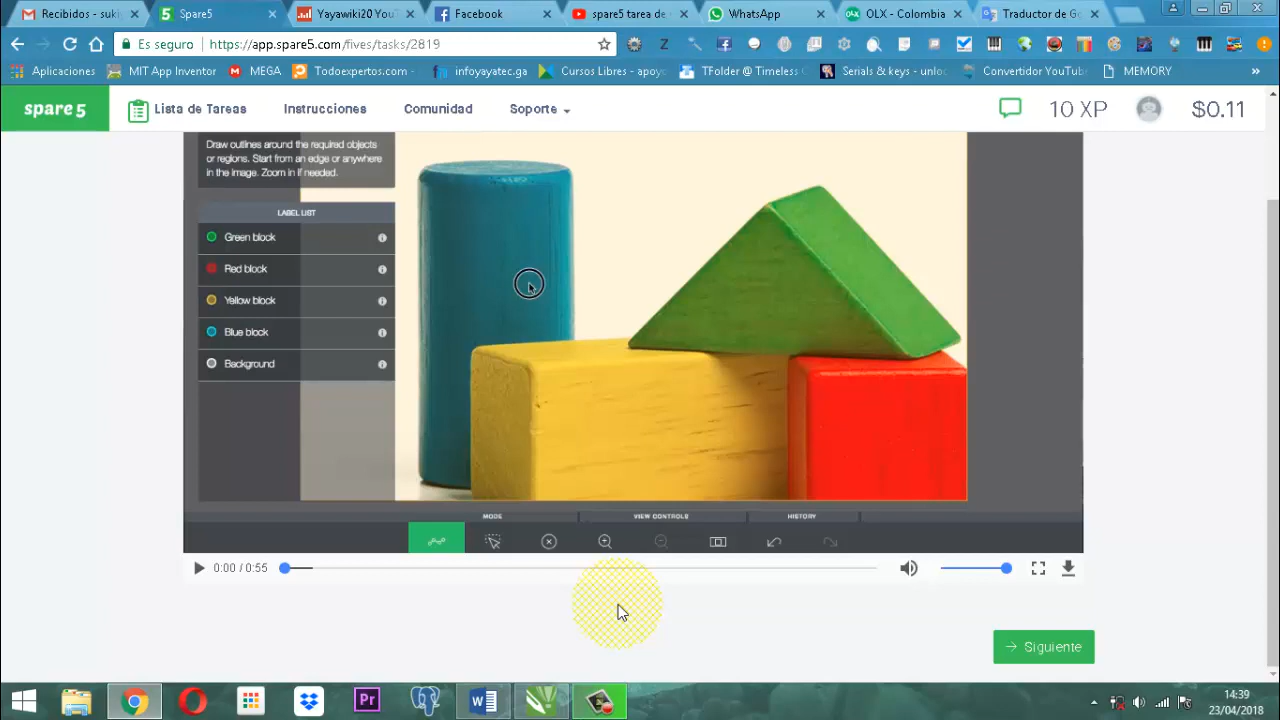 Recibidos - suki
Spare5
Yayawiki20 You
Facebook
spare5 tarea de
WhatsApp
OLX - Colombia
Traductor de Go
Es seguro
https://app.spare5.com/fives/tasks/2819
Aplicaciones
MIT App Inventor
MEGA
Todoexpertos.com -
infoyayatec.ga
Cursos Libres - apoyo
TFolder @ Timeless
Serials & keys - unloc
Convertidor YouTube
MEMORY
»
spare5
Lista de Tareas
Instrucciones
Comunidad
Soporte
10 XP
$0.11
Draw outlines around the required objects
or regions. Start from an edge or anywhere
in the image. Zoom in if needed.
LABEL LIST
Green block
Red block
Yellow block
Blue block
Background
MODE
VIEW CONTROLS
HISTORY
0:00 / 0:55
Siguiente
14:39
23/04/2018